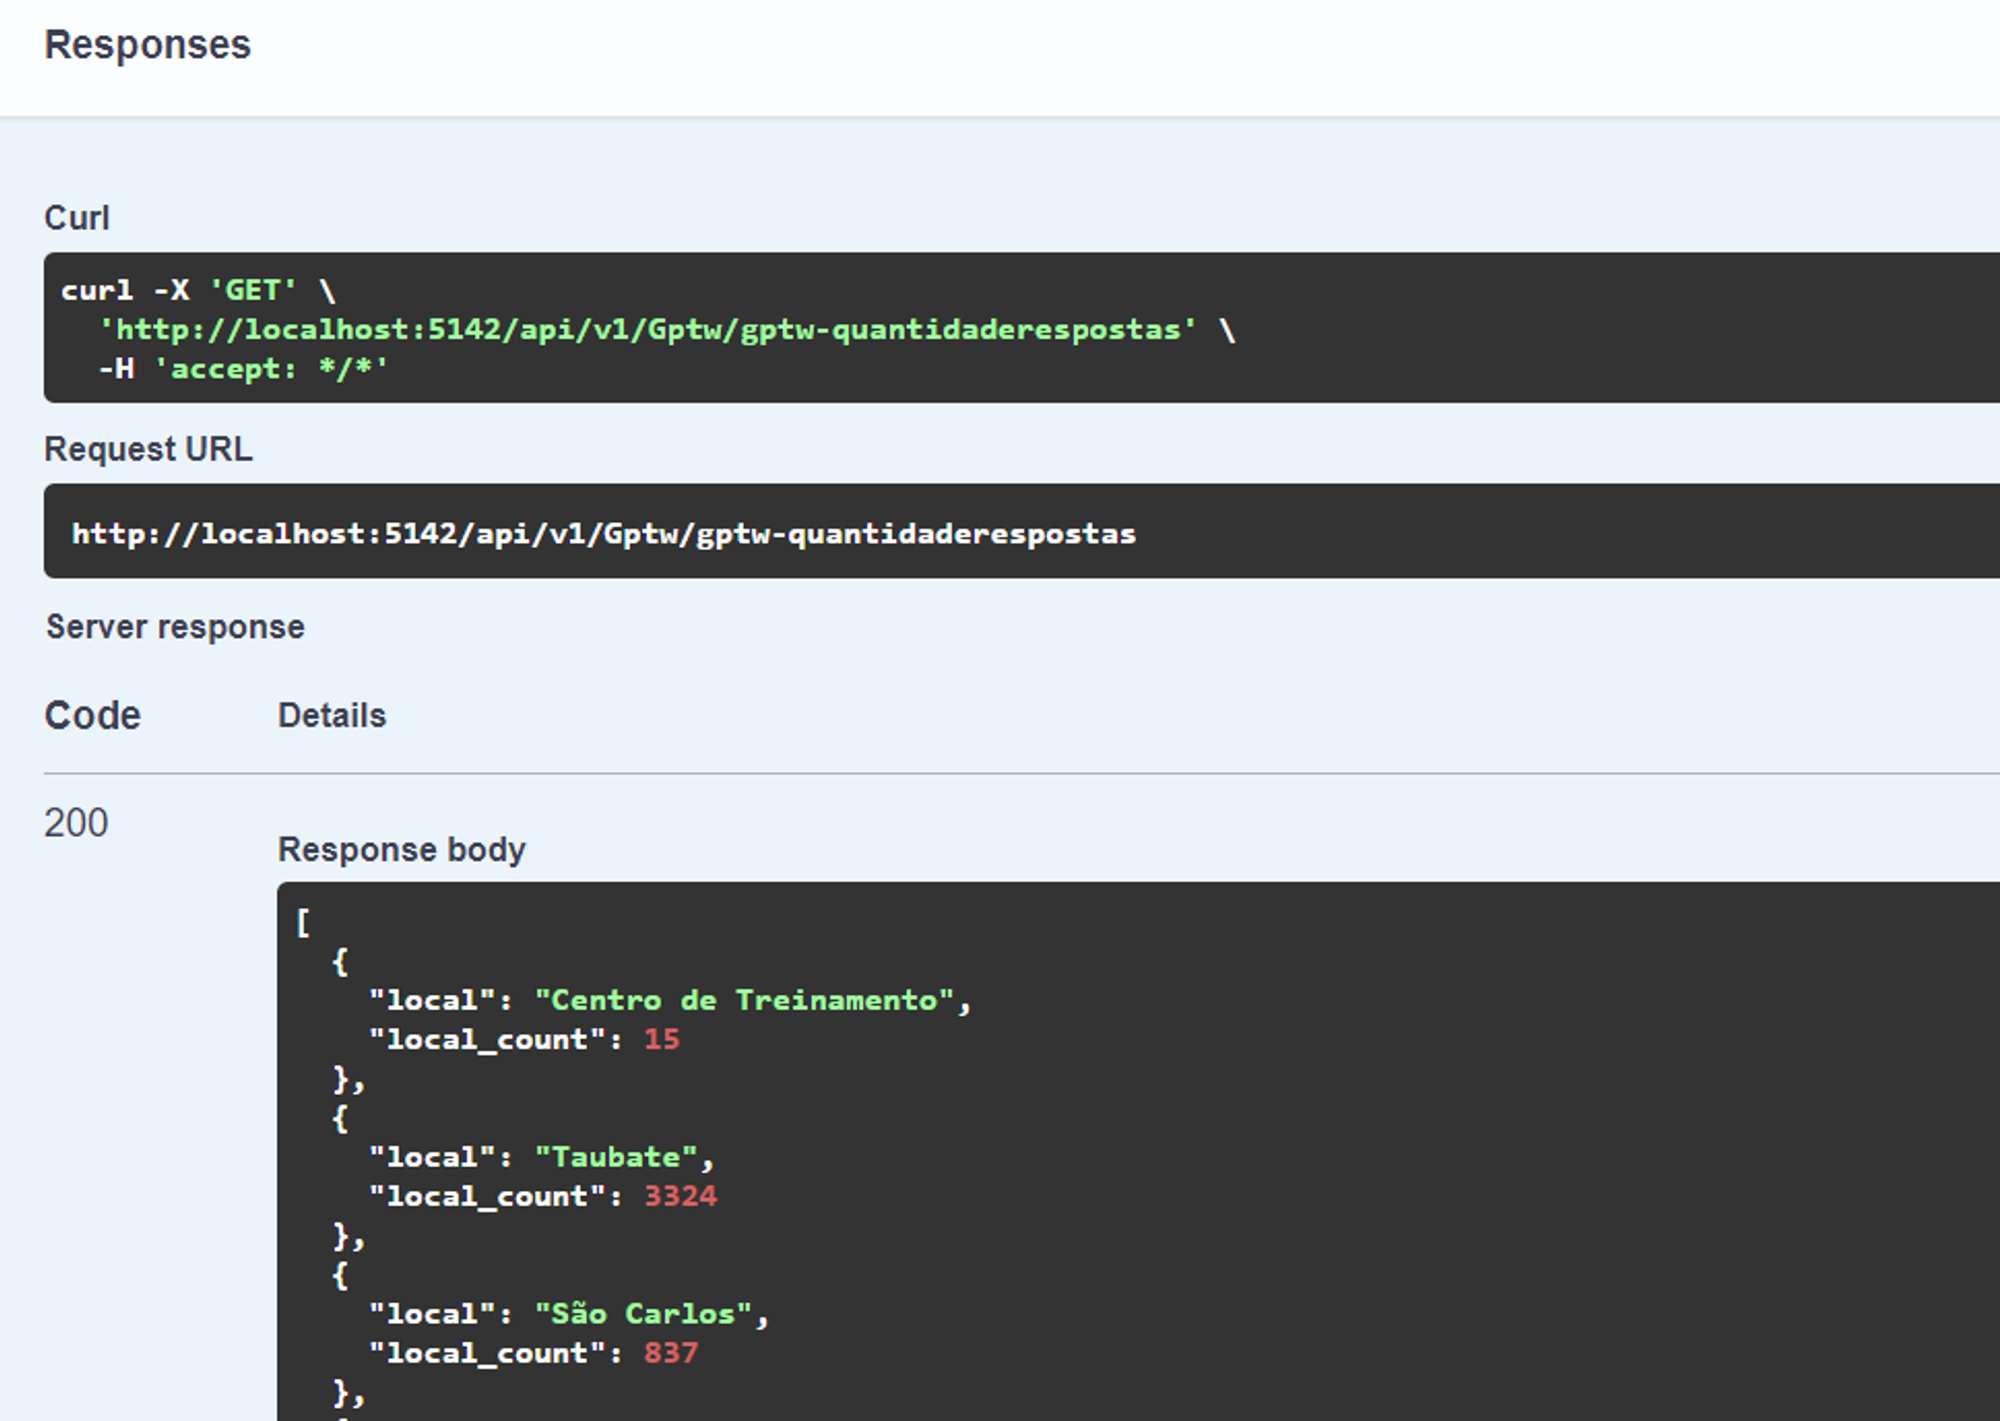 Responses
Curl
curl -X 'GET' \
'http://localhost:5142/api/v1/Gptw/gptw-quantidaderespostas' \
-H 'accept: */*'
Request URL
http://localhost:5142/api/v1/Gptw/gptw-quantidaderespostas
Server response
Code Details
200
Response body
[
{
"local": "Centro de Treinamento",
"local_count": 15
},
{
"local": "Taubate",
"local_count": 3324
},
{
"local": "São Carlos",
"local_count": 837
},